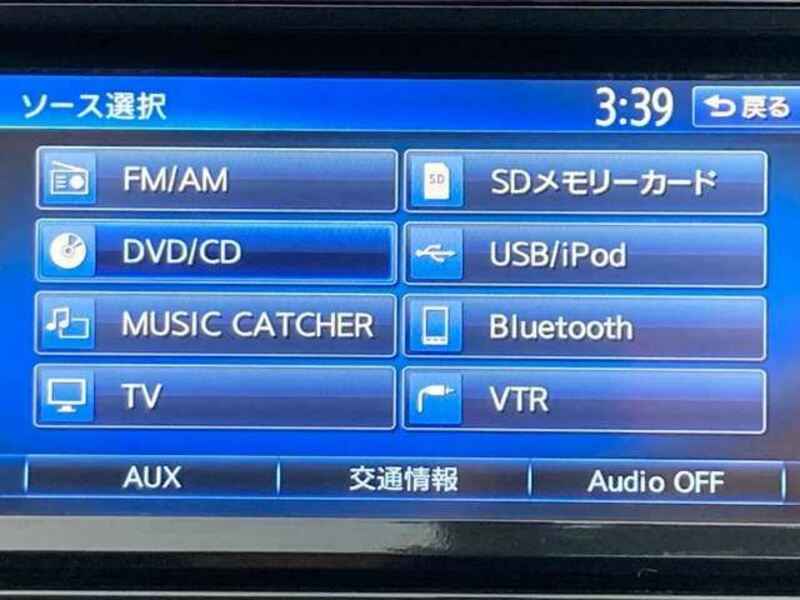 ソース選択
3:39
戻る
FM/AM
SD
SDメモリーカード
DVD/CD
USB/iPod
MUSIC CATCHER
Bluetooth
TV
VTR
AUX
交通情報
Audio OFF